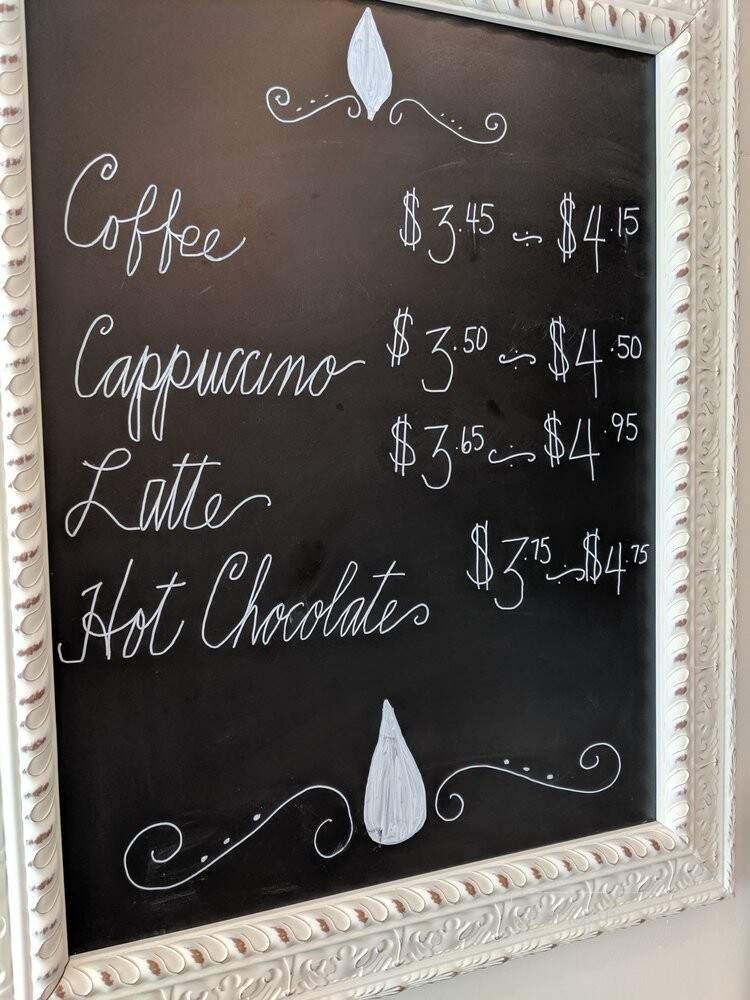 Coffee $3.45 ~ $4.15
Cappuccino $3.50 ~ $4.50
Latte $3.65 ~ $4.95
Hot Chocolate $3.75 ~ $4.75